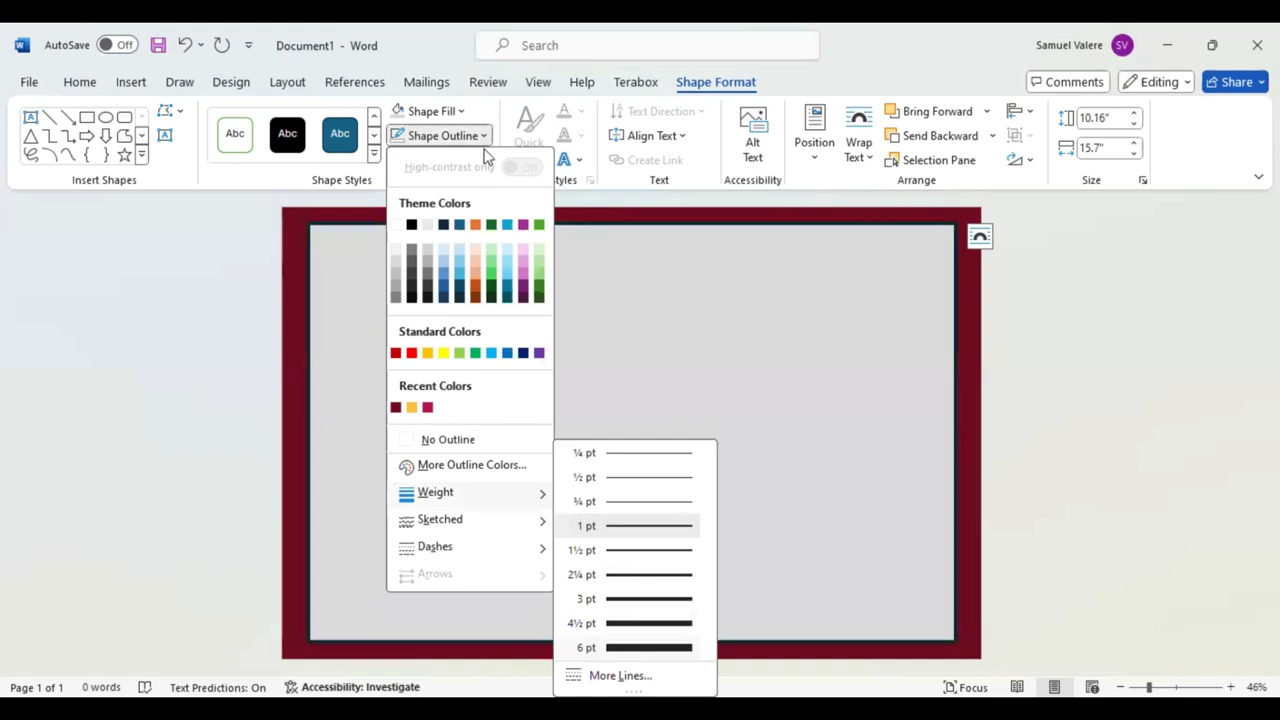 AutoSave Off Document1 - Word Search Samuel Valere SV
File Home Insert Draw Design Layout References Mailings Review View Help Terabox Shape Format Comments Editing Share
Abc Abc Abc
Shape Fill
Shape Outline
Quick
Styles
Text Direction
Align Text
Create Link
Alt
Text
Position
Wrap
Text
Bring Forward
Send Backward
Selection Pane
10.16"
15.7"
Insert Shapes Shape Styles Text Accessibility Arrange Size
High-contrast only Off
Theme Colors
Standard Colors
Recent Colors
No Outline
More Outline Colors...
Weight
Sketched
Dashes
Arrows
¼ pt
½ pt
¾ pt
1 pt
1½ pt
2¼ pt
3 pt
4½ pt
6 pt
More Lines...
Page 1 of 1 0 words Text Predictions: On Accessibility: Investigate Focus 46%